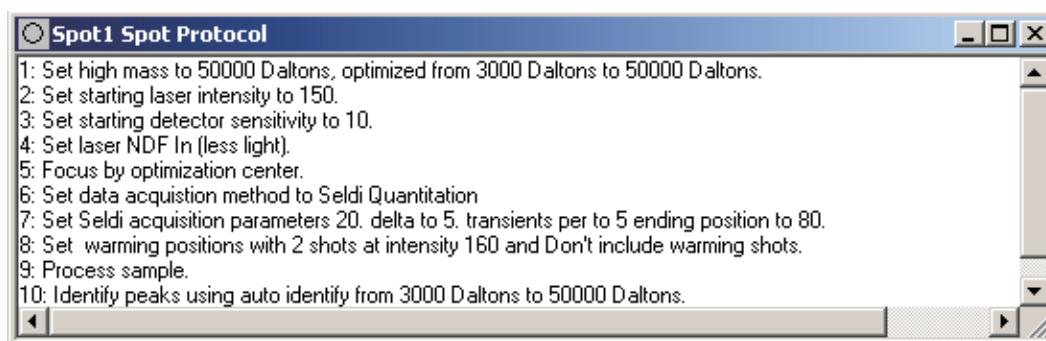 Spot1 Spot Protocol
1: Set high mass to 50000 Daltons, optimized from 3000 Daltons to 50000 Daltons.
2: Set starting laser intensity to 150.
3: Set starting detector sensitivity to 10.
4: Set laser NDF In (less light).
5: Focus by optimization center.
6: Set data acquistion method to Seldi Quantitation
7: Set Seldi acquisition parameters 20. delta to 5. transients per to 5 ending position to 80.
8: Set  warming positions with 2 shots at intensity 160 and Don't include warming shots.
9: Process sample.
10: Identify peaks using auto identify from 3000 Daltons to 50000 Daltons.